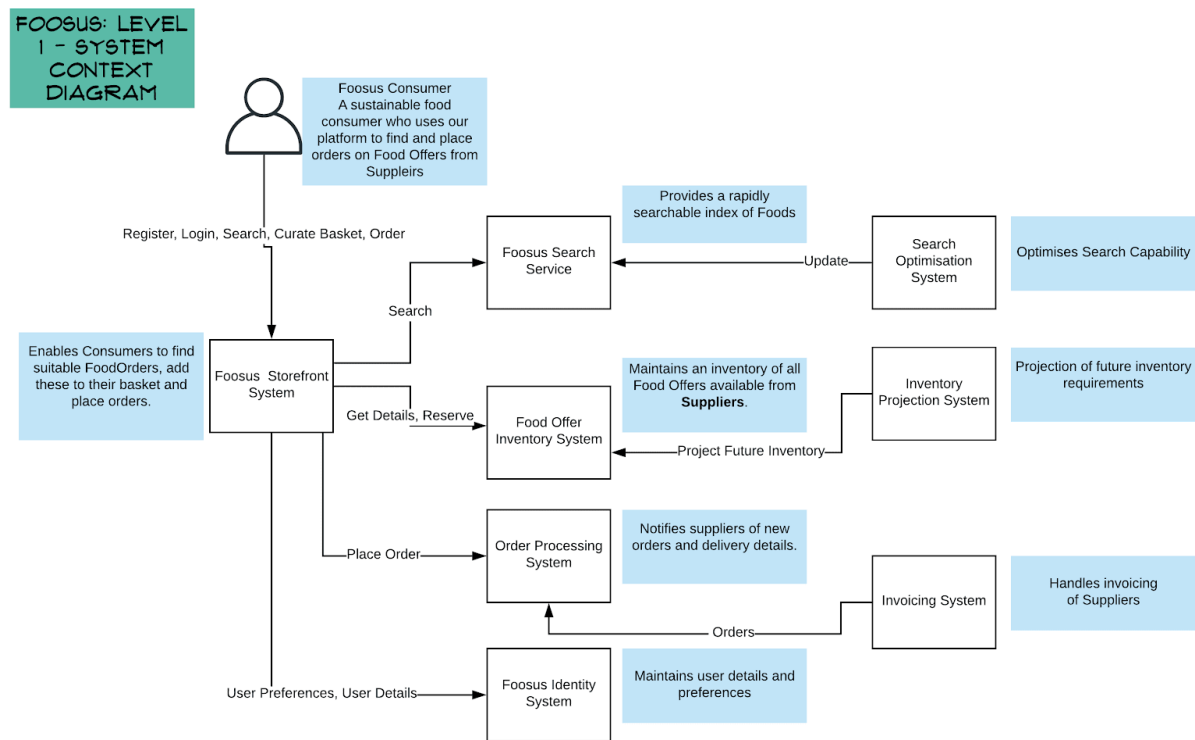 FOOSUS: LEVEL
1 - SYSTEM
CONTEXT
DIAGRAM
Foosus Consumer
A sustainable food
consumer who uses our
platform to find and place
orders on Food Offers from
Suppleirs
Register, Login, Search, Curate Basket, Order
Provides a rapidly
searchable index of Foods
Foosus Search
Service
Update
Search
Optimisation
System
Optimises Search Capability
Search
Enables Consumers to find
suitable FoodOrders, add
these to their basket and
place orders.
Foosus Storefront
System
Get Details, Reserve
Maintains an inventory of all
Food Offers available from
Suppliers.
Food Offer
Inventory System
Project Future Inventory
Inventory
Projection System
Projection of future inventory
requirements
Place Order
Order Processing
System
Notifies suppliers of new
orders and delivery details.
Orders
Invoicing System
Handles invoicing
of Suppliers
User Preferences, User Details
Foosus Identity
System
Maintains user details and
preferences